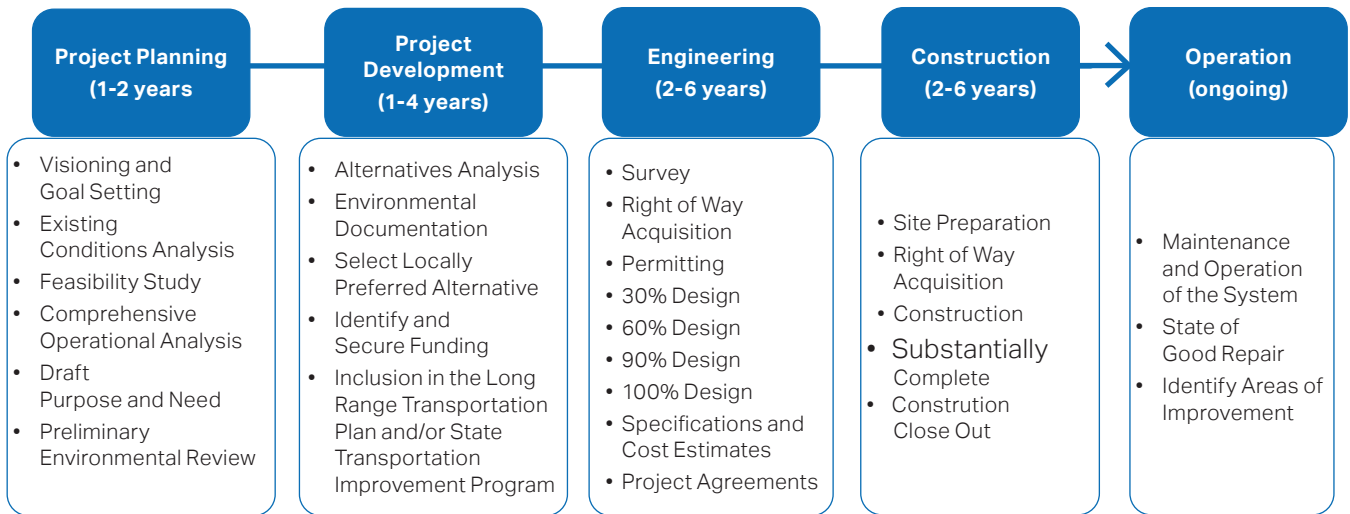 Project Planning
(1-2 years
• Visioning and
Goal Setting
• Existing
Conditions Analysis
• Feasibility Study
• Comprehensive
Operational Analysis
• Draft
Purpose and Need
• Preliminary
Environmental Review
Project
Development
(1-4 years)
• Alternatives Analysis
• Environmental
Documentation
• Select Locally
Preferred Alternative
• Identify and
Secure Funding
• Inclusion in the Long
Range Transportation
Plan and/or State
Transportation
Improvement Program
Engineering
(2-6 years)
• Survey
• Right of Way
Acquisition
• Permitting
• 30% Design
• 60% Design
• 90% Design
• 100% Design
• Specifications and
Cost Estimates
• Project Agreements
Construction
(2-6 years)
• Site Preparation
• Right of Way
Acquisition
• Construction
• Substantially
Complete
• Constrution
Close Out
Operation
(ongoing)
• Maintenance
and Operation
of the System
• State of
Good Repair
• Identify Areas of
Improvement